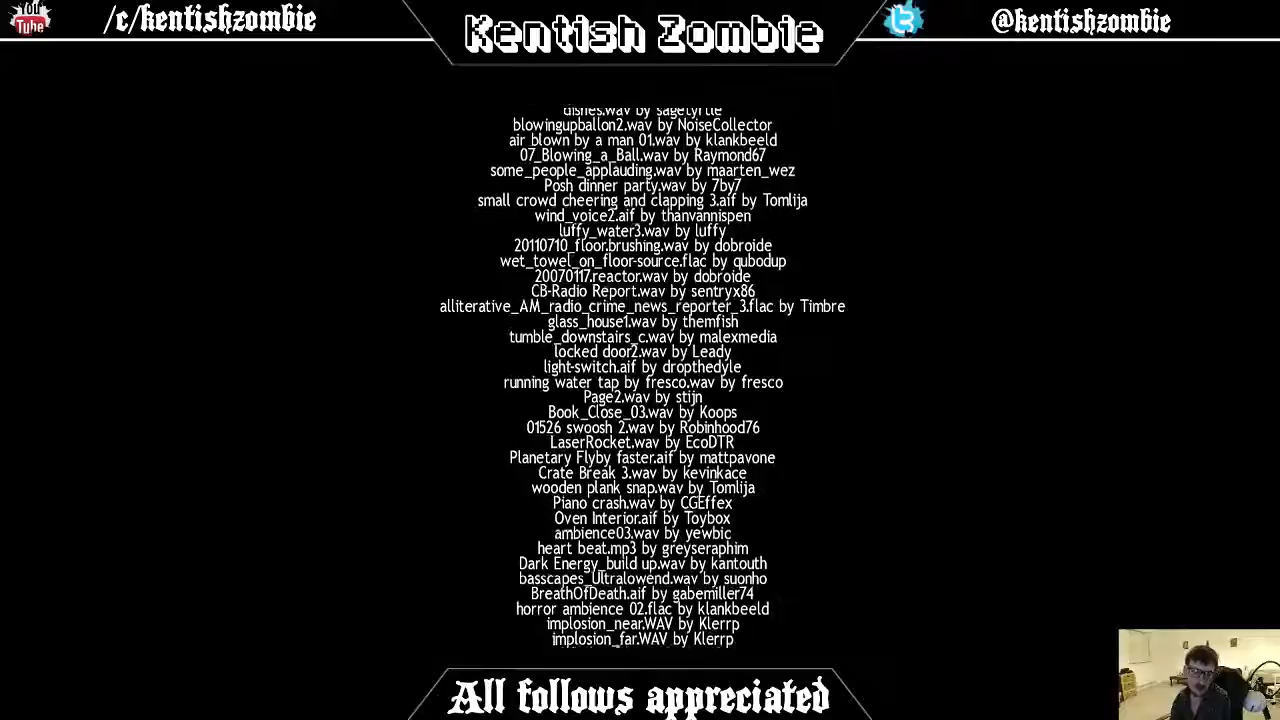 You
Tube
/c/kentishzombie
Kentish Zombie
@kentishzombie
dishes.wav by sagetyrtle
blowingupballon2.wav by NoiseCollector
air blown by a man 01.wav by klankbeeld
07_Blowing_a_Ball.wav by Raymond67
some_people_applauding.wav by maarten_wez
Posh dinner party.wav by 7by7
small crowd cheering and clapping 3.aif by Tomlija
wind_voice2.aif by thanvannispen
luffy_water3.wav by luffy
20110710_floor.brushing.wav by dobroide
wet_towel_on_floor-source.flac by qubodup
20070117.reactor.wav by dobroide
CB-Radio Report.wav by sentryx86
alliterative_AM_radio_crime_news_reporter_3.flac by Timbre
glass_house1.wav by themfish
tumble_downstairs_c.wav by malexmedia
locked door2.wav by Leady
light-switch.aif by dropthedyle
running water tap by fresco.wav by fresco
Page2.wav by stijn
Book_Close_03.wav by Koops
01526 swoosh 2.wav by Robinhood76
LaserRocket.wav by EcoDTR
Planetary Flyby faster.aif by mattpavone
Crate Break 3.wav by kevinkace
wooden plank snap.wav by Tomlija
Piano crash.wav by CGEffex
Oven Interior.aif by Toybox
ambience03.wav by yewbic
heart beat.mp3 by greyseraphim
Dark Energy_build up.wav by kantouth
basscapes_Ultralowend.wav by suonho
BreathOfDeath.aif by gabemiller74
horror ambience 02.flac by klankbeeld
implosion_near.WAV by Klerrp
implosion_far.WAV by Klerrp
All follows appreciated